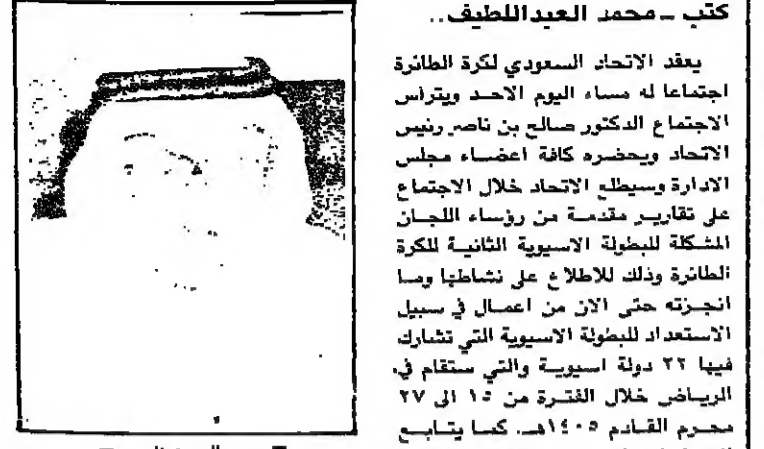 كتب ــ محمد العبداللطيف..
يعقد الاتحاد السعودي لكرة الطائرة
اجتماعا له مساء اليوم الاحد ويترأس
الاجتماع الدكتور صالح بن ناصر رئيس
الاتحاد ويحضره كافة اعضاء مجلس
الادارة وسيطلع الاتحاد خلال الاجتماع
على تقارير مقدمة من رؤساء اللجان
المشكلة للبطولة الاسيوية الثانية للكرة
الطائرة وذلك للاطلاع على نشاطها وما
انجزته حتى الان من اعمال في سبيل
الاستعداد للبطولة الاسيوية التي تشارك
فيها ٢٢ دولة اسيوية والتي ستقام في
الرياض خلال الفترة من ١٥ الى ٢٧
محرم القادم ١٤٠٥هـ. كما يتابع